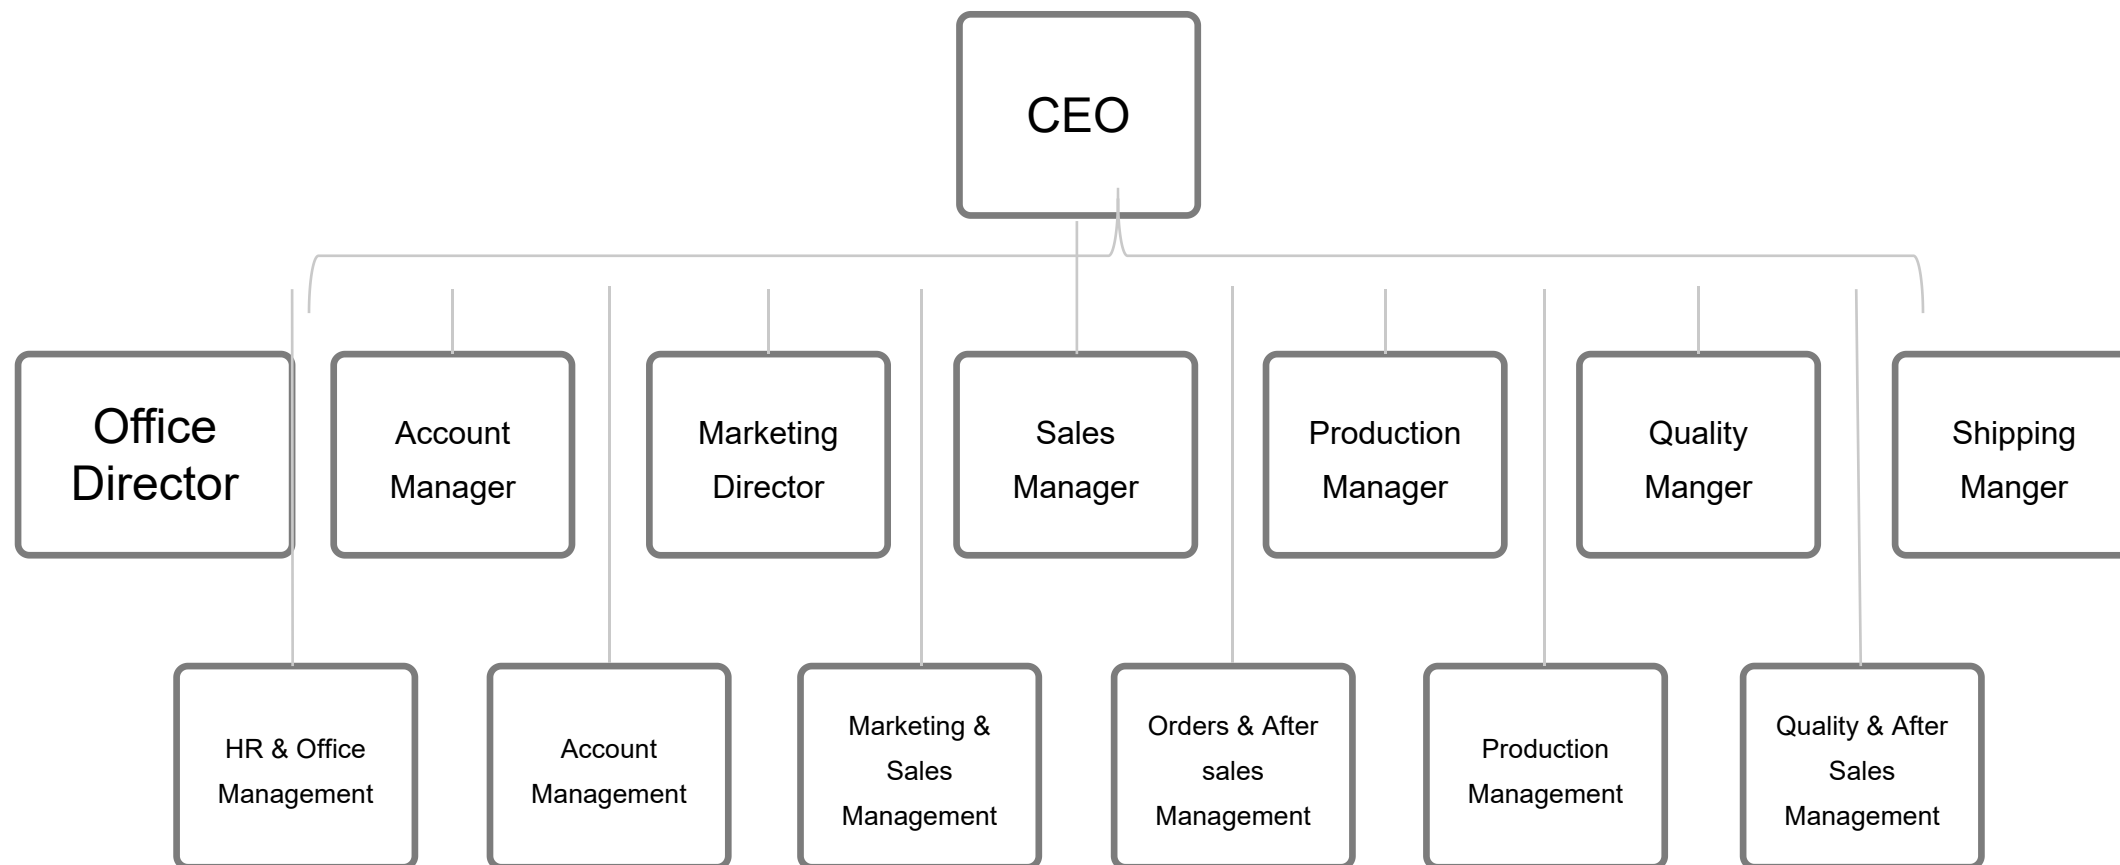 CEO
Office
Director
Account
Manager
Marketing
Director
Sales
Manager
Production
Manager
Quality
Manger
Shipping
Manger
HR & Office
Management
Account
Management
Marketing &
Sales
Management
Orders & After
sales
Management
Production
Management
Quality & After
Sales
Management